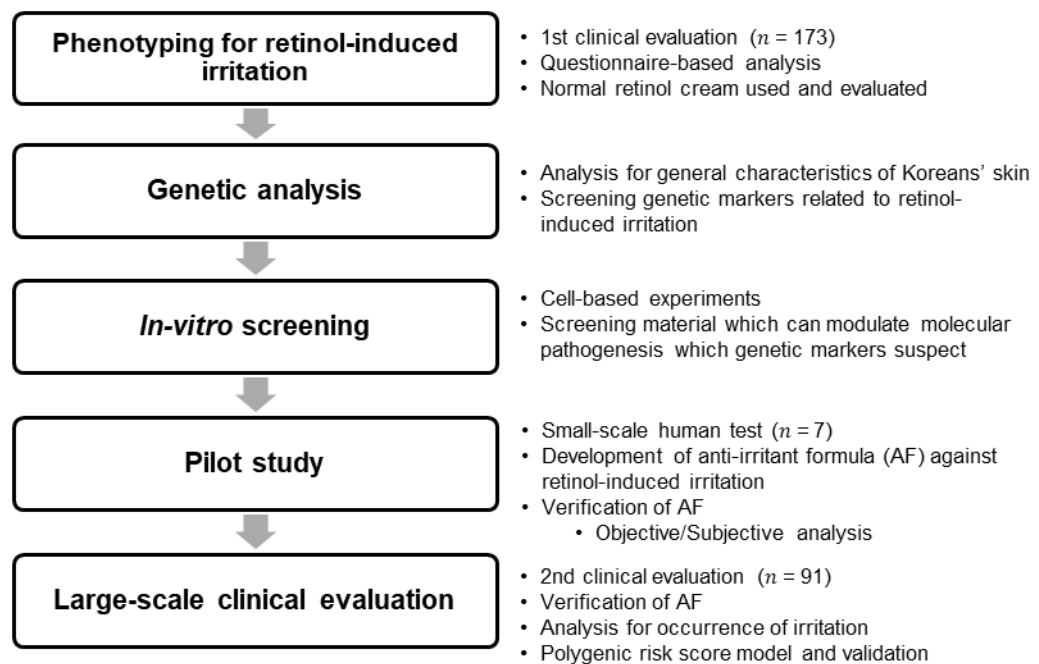 Phenotyping for retinol-induced
irritation
• 1st clinical evaluation (n = 173)
• Questionnaire-based analysis
• Normal retinol cream used and evaluated
Genetic analysis
• Analysis for general characteristics of Koreans' skin
• Screening genetic markers related to retinol-
induced irritation
In-vitro screening
• Cell-based experiments
• Screening material which can modulate molecular
pathogenesis which genetic markers suspect
Pilot study
• Small-scale human test (n = 7)
• Development of anti-irritant formula (AF) against
retinol-induced irritation
• Verification of AF
• Objective/Subjective analysis
Large-scale clinical evaluation
• 2nd clinical evaluation (n = 91)
• Verification of AF
• Analysis for occurrence of irritation
• Polygenic risk score model and validation